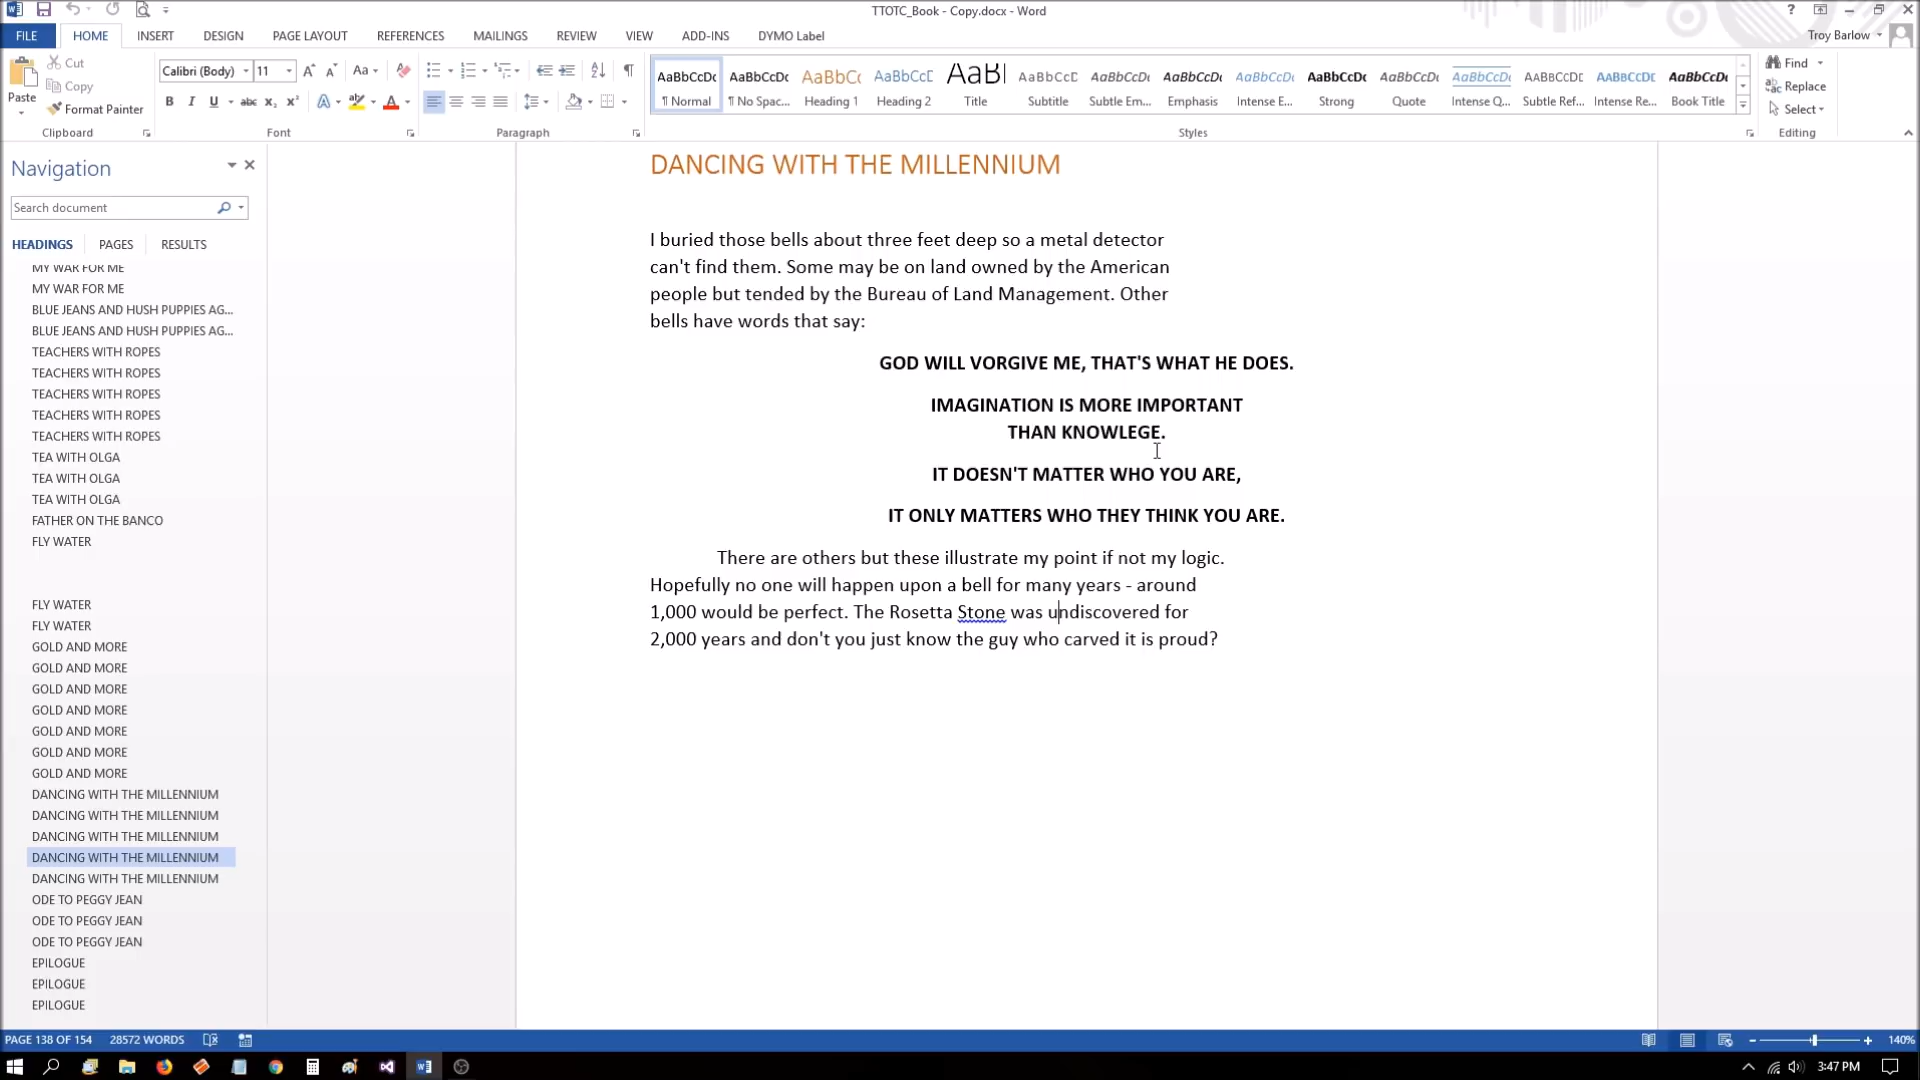 TTOTC_Book - Copy.docx - Word
FILE
HOME
INSERT
DESIGN
PAGE LAYOUT
REFERENCES
MAILINGS
REVIEW
VIEW
ADD-INS
DYMO Label
Troy Barlow
Paste
Cut
Copy
Format Painter
Clipboard
Calibri (Body)
11
Font
Paragraph
AaBbCcDc
¶ Normal
AaBbCcDc
¶ No Spac...
AaBbCc
Heading 1
AaBbCcD
Heading 2
AaBl
Title
AaBbCcD
Subtitle
AaBbCcDc
Subtle Em...
AaBbCcDc
Emphasis
AaBbCcDc
Intense E...
AaBbCcDc
Strong
AaBbCcDc
Quote
AaBbCcDc
Intense Q...
AABBCCDD
Subtle Ref...
AABBCCDD
Intense Re...
AaBbCcDc
Book Title
Styles
Find
Replace
Select
Editing
Navigation
Search document
HEADINGS
PAGES
RESULTS
MY WAR FOR ME
MY WAR FOR ME
BLUE JEANS AND HUSH PUPPIES AG...
BLUE JEANS AND HUSH PUPPIES AG...
TEACHERS WITH ROPES
TEACHERS WITH ROPES
TEACHERS WITH ROPES
TEACHERS WITH ROPES
TEACHERS WITH ROPES
TEA WITH OLGA
TEA WITH OLGA
TEA WITH OLGA
FATHER ON THE BANCO
FLY WATER
FLY WATER
FLY WATER
GOLD AND MORE
GOLD AND MORE
GOLD AND MORE
GOLD AND MORE
GOLD AND MORE
GOLD AND MORE
GOLD AND MORE
DANCING WITH THE MILLENNIUM
DANCING WITH THE MILLENNIUM
DANCING WITH THE MILLENNIUM
DANCING WITH THE MILLENNIUM
DANCING WITH THE MILLENNIUM
ODE TO PEGGY JEAN
ODE TO PEGGY JEAN
ODE TO PEGGY JEAN
EPILOGUE
EPILOGUE
EPILOGUE
DANCING WITH THE MILLENNIUM
I buried those bells about three feet deep so a metal detector
can't find them. Some may be on land owned by the American
people but tended by the Bureau of Land Management. Other
bells have words that say:
GOD WILL VORGIVE ME, THAT'S WHAT HE DOES.
IMAGINATION IS MORE IMPORTANT
THAN KNOWLEGE.
IT DOESN'T MATTER WHO YOU ARE,
IT ONLY MATTERS WHO THEY THINK YOU ARE.
There are others but these illustrate my point if not my logic.
Hopefully no one will happen upon a bell for many years - around
1,000 would be perfect. The Rosetta Stone was undiscovered for
2,000 years and don't you just know the guy who carved it is proud?
PAGE 138 OF 154
28572 WORDS
140%
3:47 PM